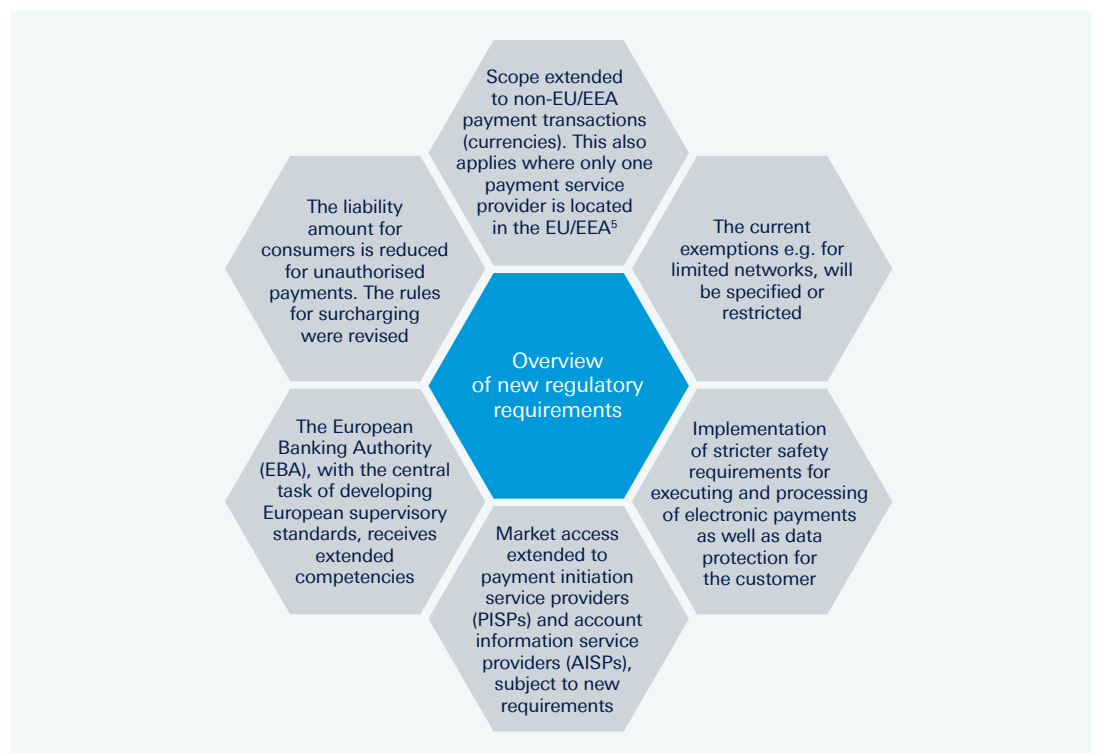 Scope extended
to non-EU/EEA
payment transactions
(currencies). This also
applies where only one
payment service
provider is located
in the EU/EEA⁵
The liability
amount for
consumers is reduced
for unauthorised
payments. The rules
for surcharging
were revised
The current
exemptions e.g. for
limited networks, will
be specified or
restricted
Overview
of new regulatory
requirements
The European
Banking Authority
(EBA), with the central
task of developing
European supervisory
standards, receives
extended
competencies
Implementation
of stricter safety
requirements for
executing and processing
of electronic payments
as well as data
protection for
the customer
Market access
extended to
payment initiation
service providers
(PISPs) and account
information service
providers (AISPs),
subject to new
requirements